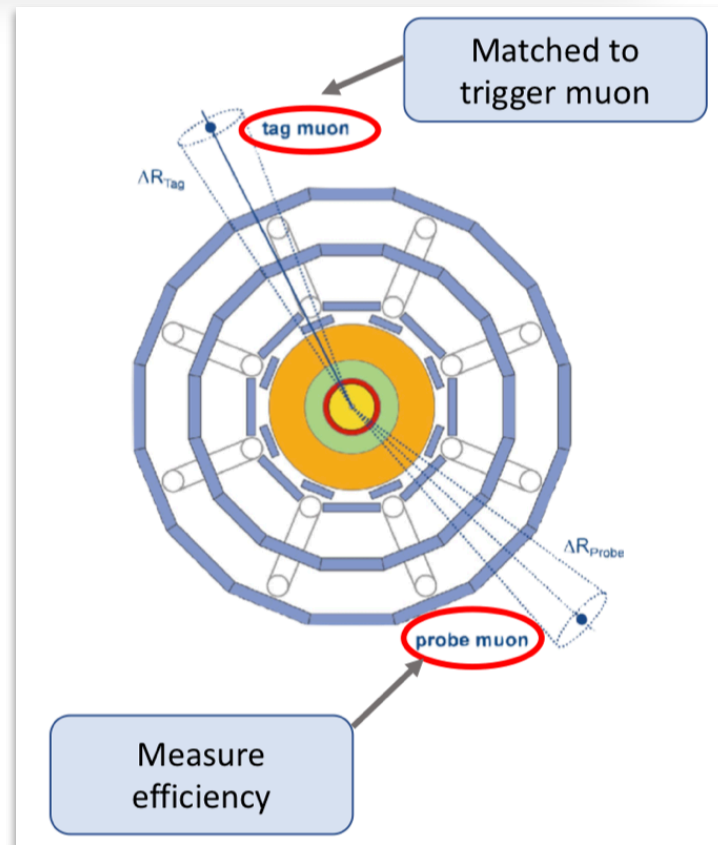 Matched to
trigger muon
tag muon
ΔR_Tag
ΔR_Probe
probe muon
Measure
efficiency